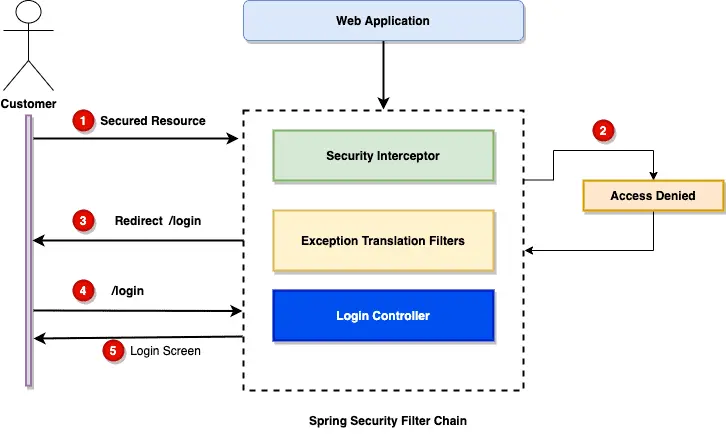 Web Application
Customer
1 Secured Resource
2
Security Interceptor
Access Denied
3 Redirect /login
Exception Translation Filters
4 /login
Login Controller
5 Login Screen
Spring Security Filter Chain